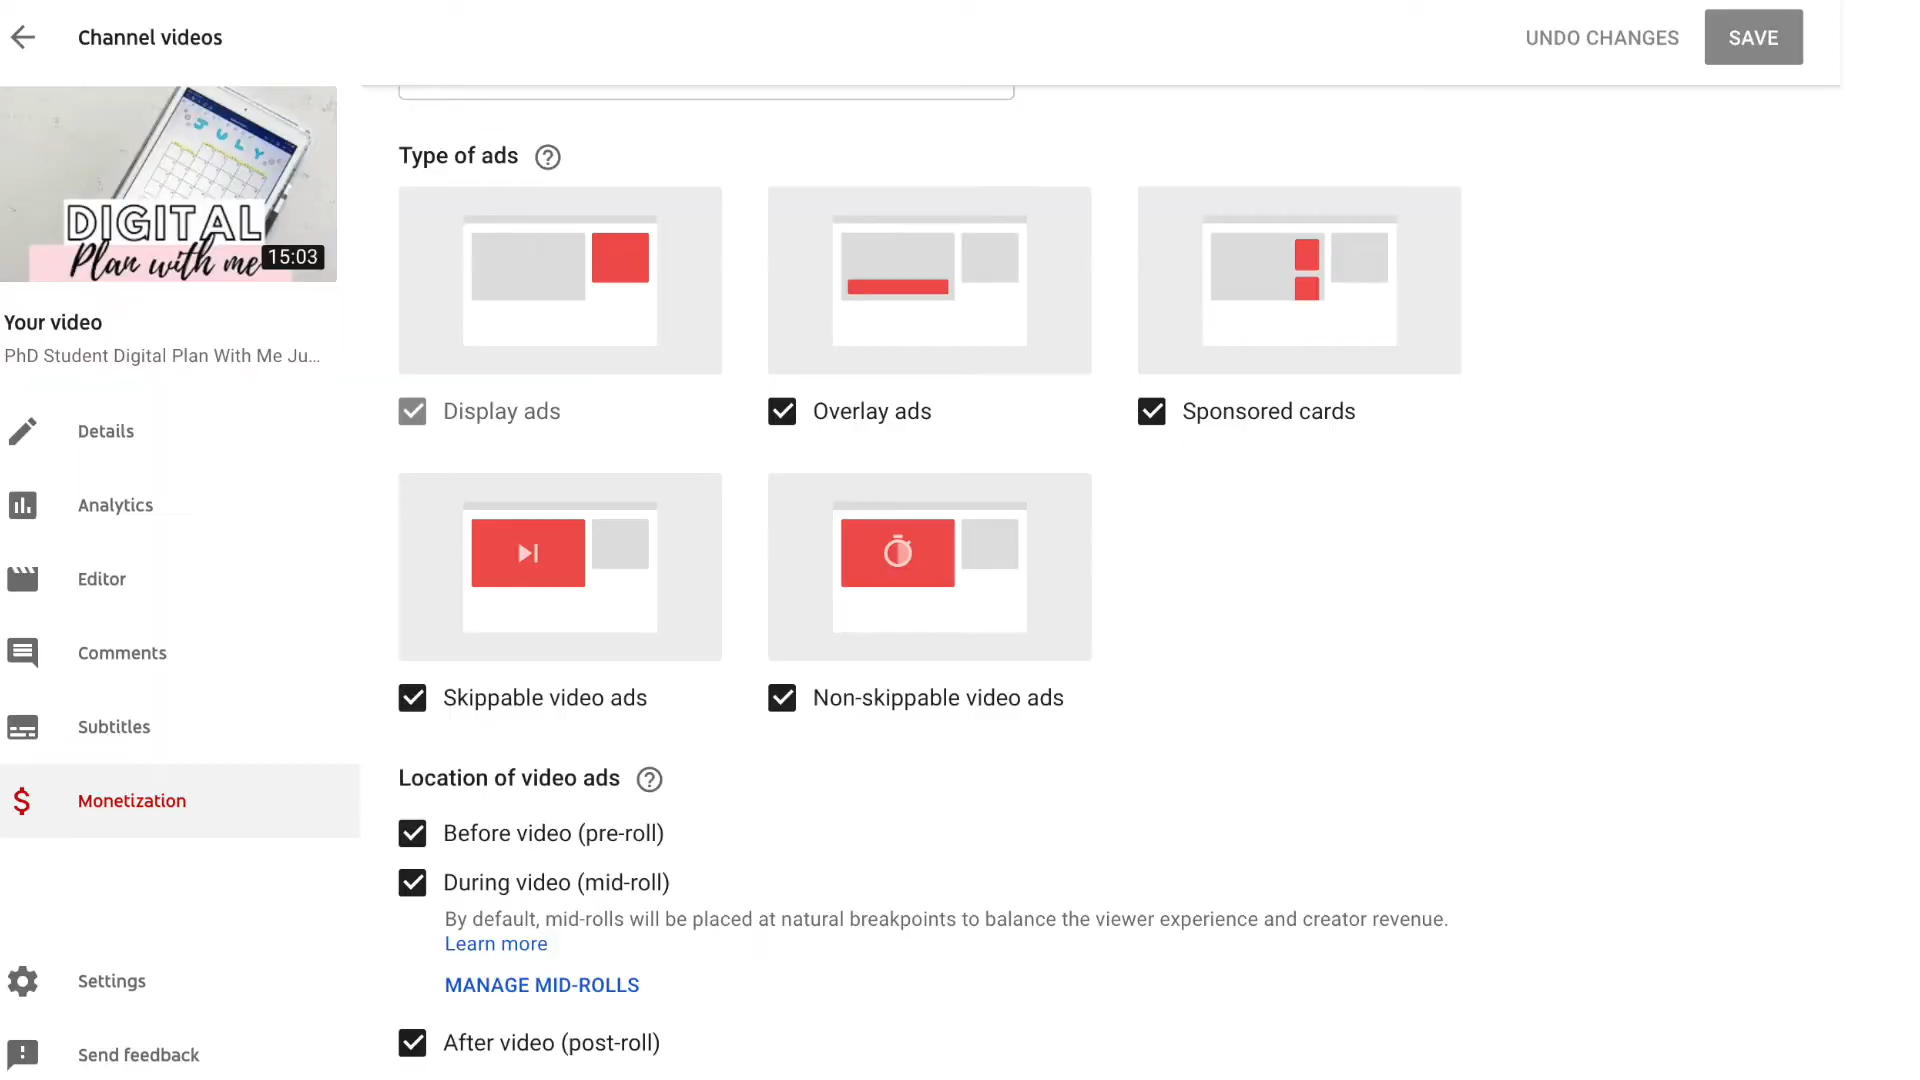 Channel videos
UNDO CHANGES
SAVE
JULY
DIGITAL
Plan with me
15:03
Your video
PhD Student Digital Plan With Me Ju...
Details
Analytics
Editor
Comments
Subtitles
Monetization
Settings
Send feedback
Type of ads
Display ads
Overlay ads
Sponsored cards
Skippable video ads
Non-skippable video ads
Location of video ads
Before video (pre-roll)
During video (mid-roll)
By default, mid-rolls will be placed at natural breakpoints to balance the viewer experience and creator revenue.
Learn more
MANAGE MID-ROLLS
After video (post-roll)